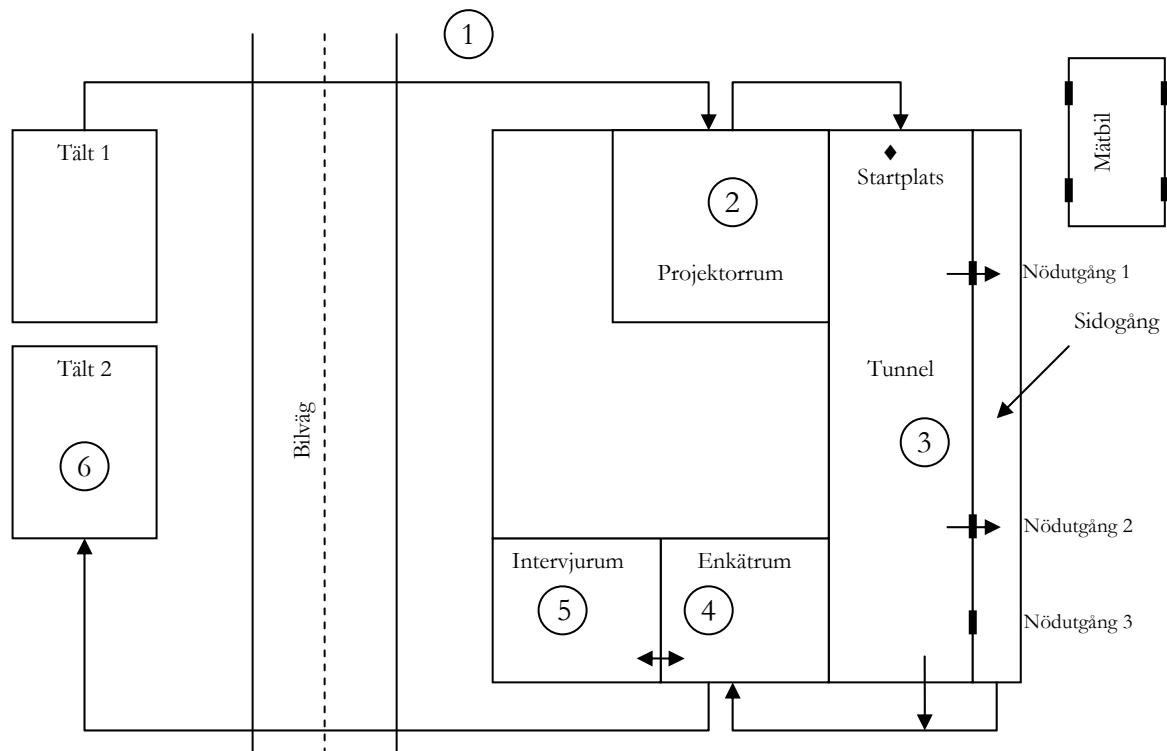 1
Tält 1
Startplats
Mätbil
2
Projektorrum
Nödutgång 1
Sidogång
Tält 2
Tunnel
Bilväg
3
6
Nödutgång 2
Intervjurum
Enkätrum
5
4
Nödutgång 3